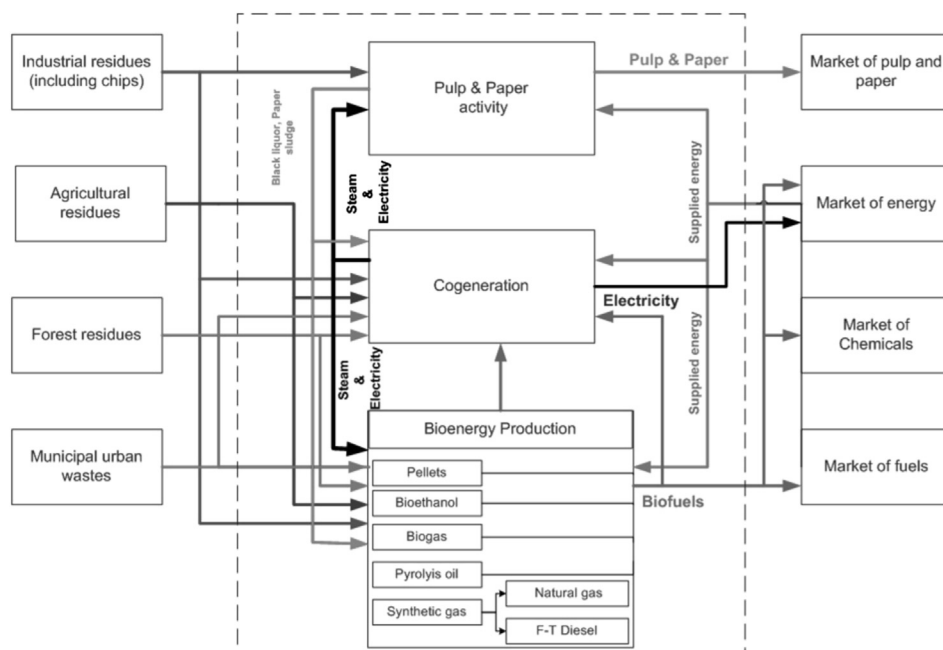 Industrial residues
(including chips)
Agricultural
residues
Forest residues
Municipal urban
wastes
Black liquor, Paper
sludge
Pulp & Paper
activity
Steam
&
Electricity
Cogeneration
Steam
&
Electricity
Bioenergy Production
Pellets
Bioethanol
Biogas
Pyrolyis oil
Synthetic gas
Natural gas
F-T Diesel
Pulp & Paper
Supplied energy
Electricity
Supplied energy
Biofuels
Market of pulp and
paper
Market of energy
Market of
Chemicals
Market of fuels